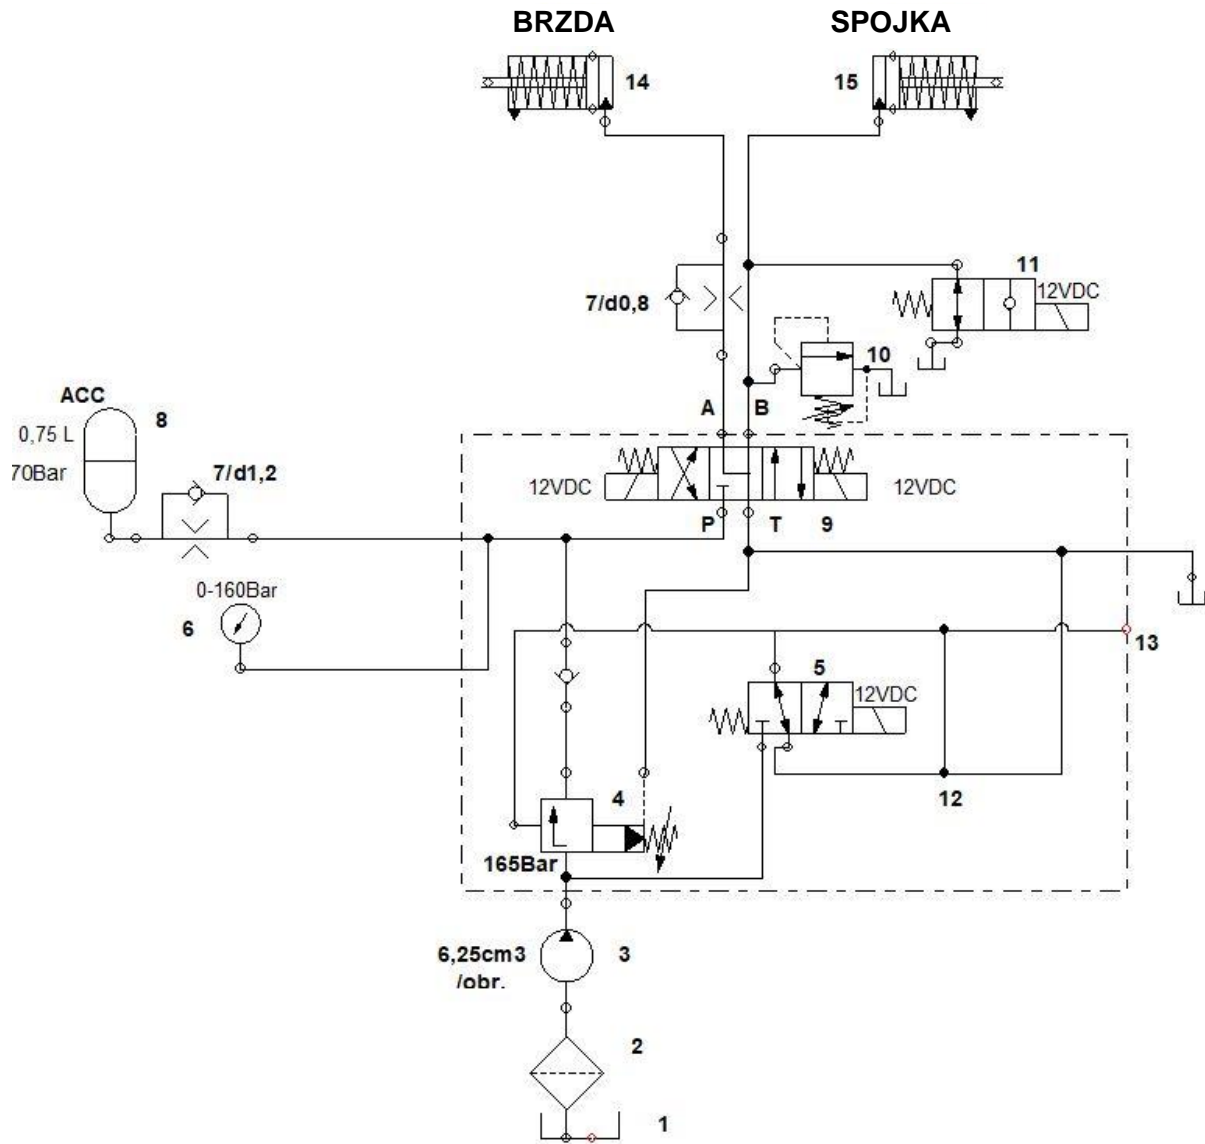 BRZDA SPOJKA
14 15
11
12VDC
7/d0,8
10
ACC
8
A B
0,75 L
70Bar
7/d1,2
12VDC 12VDC
P T 9
0-160Bar
6
13
5
12VDC
4
12
165Bar
6,25cm3
/obr.
3
2
1